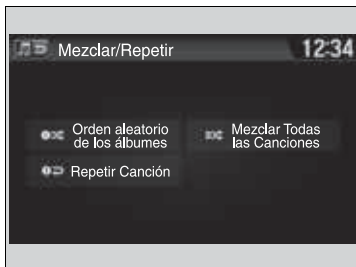 Mezclar/Repetir
12:34
Orden aleatorio
de los álbumes
Mezclar Todas
las Canciones
Repetir Canción